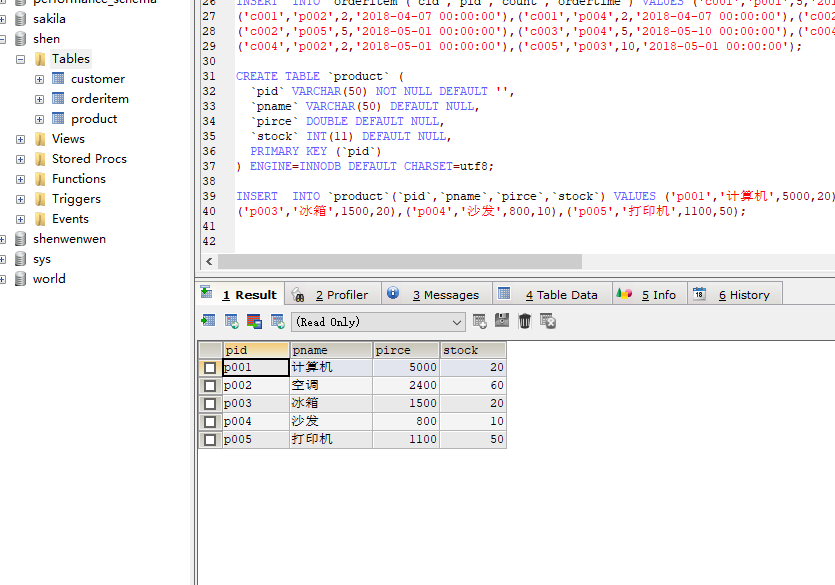 performance_schema
sakila
shen
Tables
customer
orderitem
product
Views
Stored Procs
Functions
Triggers
Events
shenwenwen
sys
world
26 INSERT INTO `orderitem`(`cid`,`pid`,`count`,`ordertime`) VALUES ('c001','p001',5,'201
27 ('c001','p002',2,'2018-04-07 00:00:00'),('c001','p004',2,'2018-04-07 00:00:00'),('c002
28 ('c002','p005',5,'2018-05-01 00:00:00'),('c003','p004',5,'2018-05-10 00:00:00'),('c004
29 ('c004','p002',2,'2018-05-01 00:00:00'),('c005','p003',10,'2018-05-01 00:00:00');
30
31 CREATE TABLE `product` (
32 `pid` VARCHAR(50) NOT NULL DEFAULT '',
33 `pname` VARCHAR(50) DEFAULT NULL,
34 `pirce` DOUBLE DEFAULT NULL,
35 `stock` INT(11) DEFAULT NULL,
36 PRIMARY KEY (`pid`)
37 ) ENGINE=INNODB DEFAULT CHARSET=utf8;
38
39 INSERT INTO `product`(`pid`,`pname`,`pirce`,`stock`) VALUES ('p001','计算机',5000,20)
40 ('p003','冰箱',1500,20),('p004','沙发',800,10),('p005','打印机',1100,50);
41
42
1 Result 2 Profiler 3 Messages 4 Table Data 5 Info 6 History
(Read Only)
pid pname pirce stock
p001 计算机 5000 20
p002 空调 2400 60
p003 冰箱 1500 20
p004 沙发 800 10
p005 打印机 1100 50